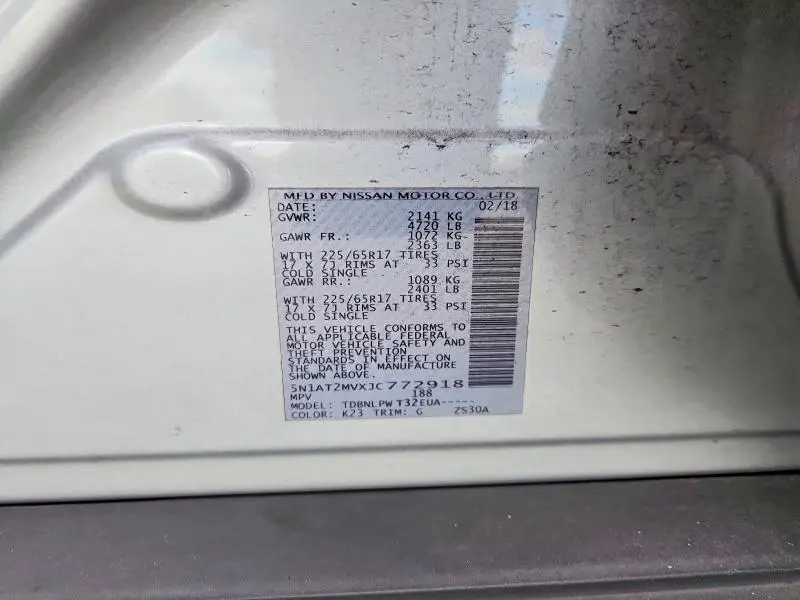 MFD BY NISSAN MOTOR CO., LTD
DATE: 02/18
GVWR: 2141 KG
4720 LB
GAWR FR.: 1072 KG
2363 LB
WITH 225/65R17 TIRES
17 X 7J RIMS AT 33 PSI
COLD SINGLE
GAWR RR.: 1089 KG
2401 LB
WITH 225/65R17 TIRES
17 X 7J RIMS AT 33 PSI
COLD SINGLE
THIS VEHICLE CONFORMS TO
ALL APPLICABLE FEDERAL
MOTOR VEHICLE SAFETY AND
THEFT PREVENTION
STANDARDS IN EFFECT ON
THE DATE OF MANUFACTURE
SHOWN ABOVE.
5N1AT2MVXJC772918
MPV 188
MODEL: TDBNLPW T32EUA-----
COLOR: K23 TRIM: G ZS30A